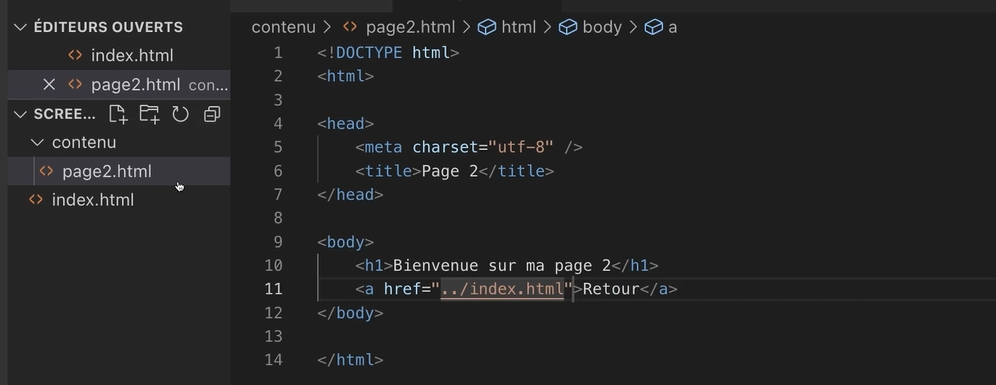 ÉDITEURS OUVERTS
index.html
page2.html con...
SCREE...
contenu
page2.html
index.html
contenu > page2.html > html > body > a
1 <!DOCTYPE html>
2 <html>
3
4 <head>
5 <meta charset="utf-8" />
6 <title>Page 2</title>
7 </head>
8
9 <body>
10 <h1>Bienvenue sur ma page 2</h1>
11 <a href="../index.html">Retour</a>
12 </body>
13
14 </html>